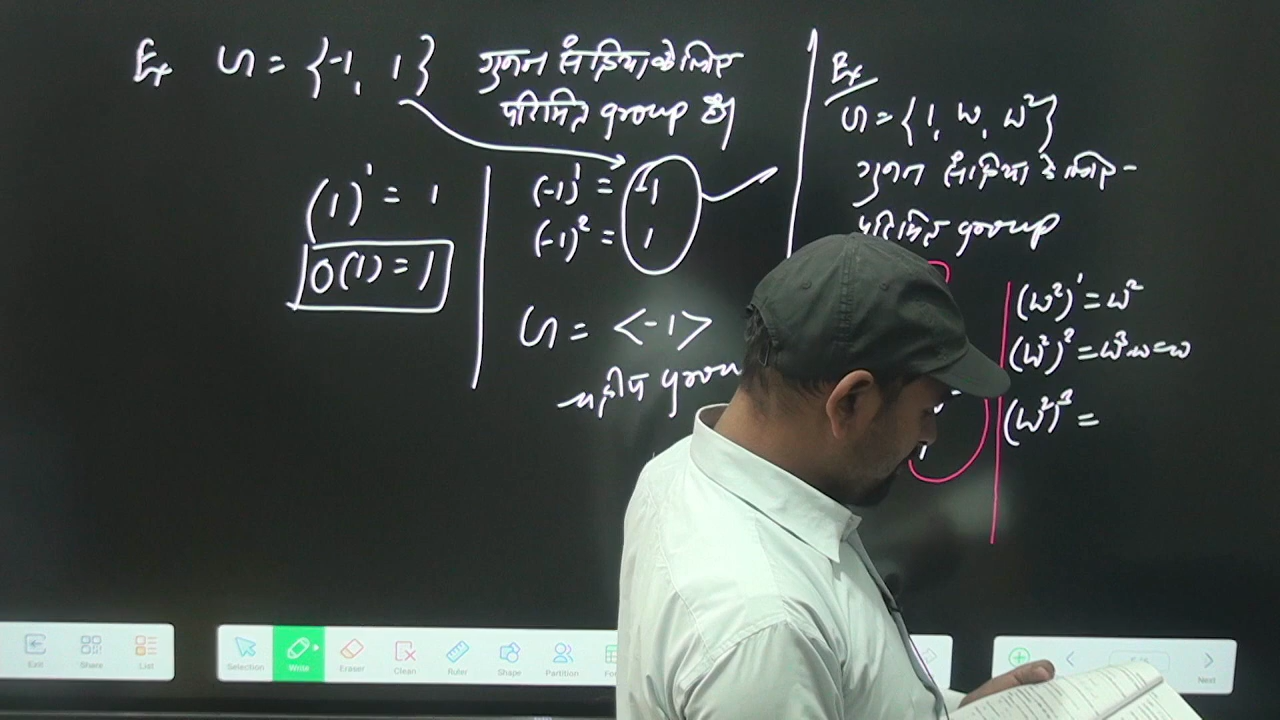 Ex G = {-1, 1} गुणन संक्रिया के लिए
परिमित group है।
(1)¹ = 1
O(1) = 1
(-1)¹ = -1
(-1)² = 1
G = <-1>
चक्रीय grou
Ex
G = {1, ω, ω²}
गुणन संक्रिया के लिए -
परिमित group
(ω²)¹ = ω²
(ω²)² = ω³·ω = ω
(ω²)³ =
Exit Share List Selection Write Eraser Clean Ruler Shape Partition Next